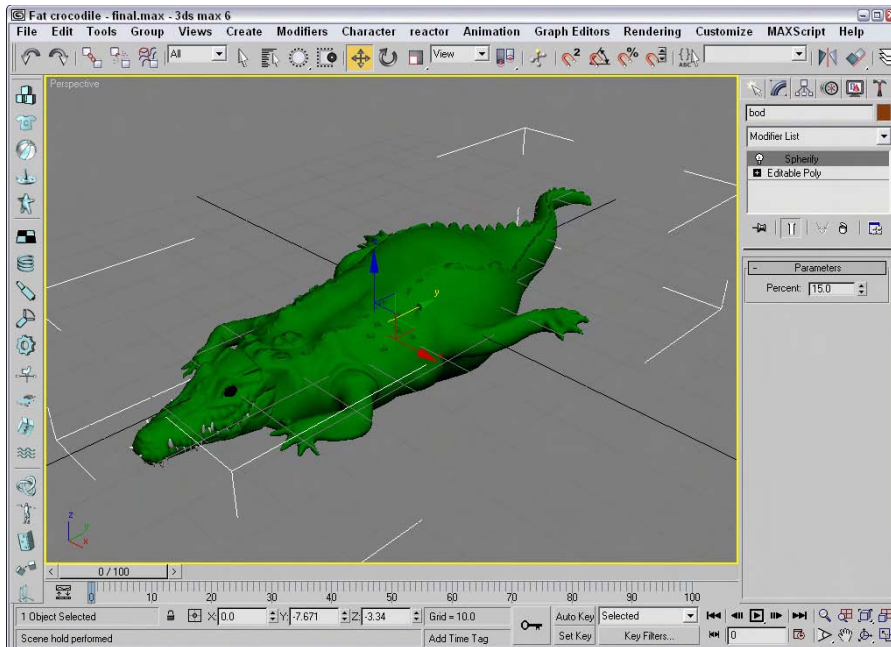 Fat crocodile - final.max - 3ds max 6
File Edit Tools Group Views Create Modifiers Character reactor Animation Graph Editors Rendering Customize MAXScript Help
All
View
Perspective
bod
Modifier List
Spherify
Editable Poly
- Parameters
Percent: 15.0
y
z
y
x
< 0 / 100 >
0 10 20 30 40 50 60 70 80 90 100
1 Object Selected X: 0.0 Y: -7.671 Z: -3.34 Grid = 10.0 Auto Key Selected
Scene hold performed Add Time Tag Set Key Key Filters... 0